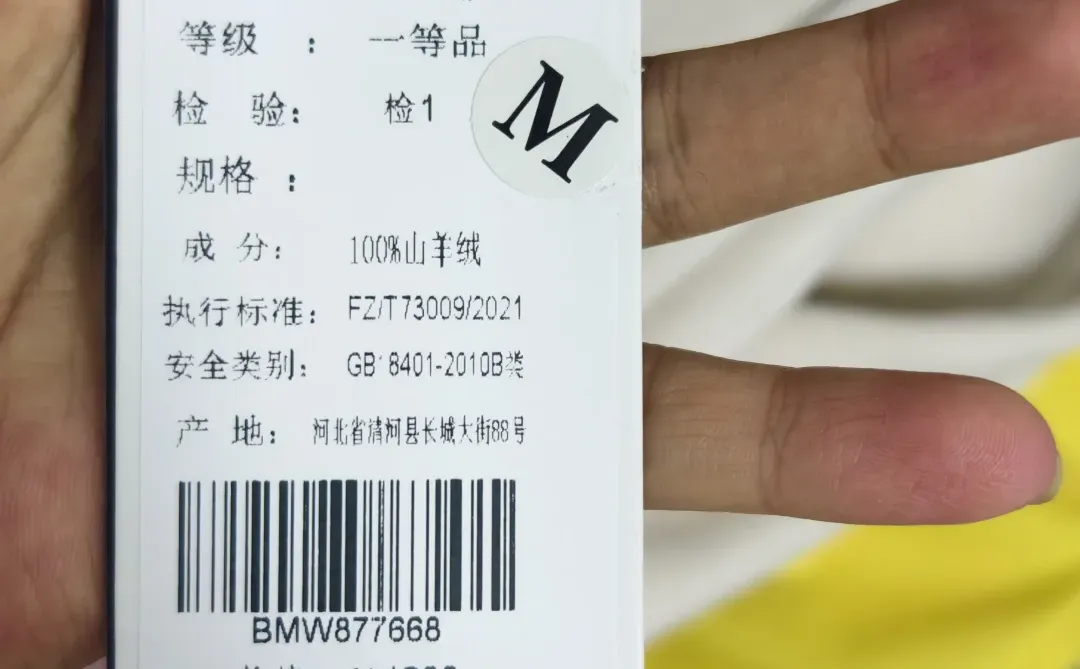 等级 : 一等品
M
检 验: 检1
规格 :
成 分: 100%山羊绒
执行标准: FZ/T73009/2021
安全类别: GB18401-2010B类
产 地: 河北省清河县长城大街88号
BMW877668